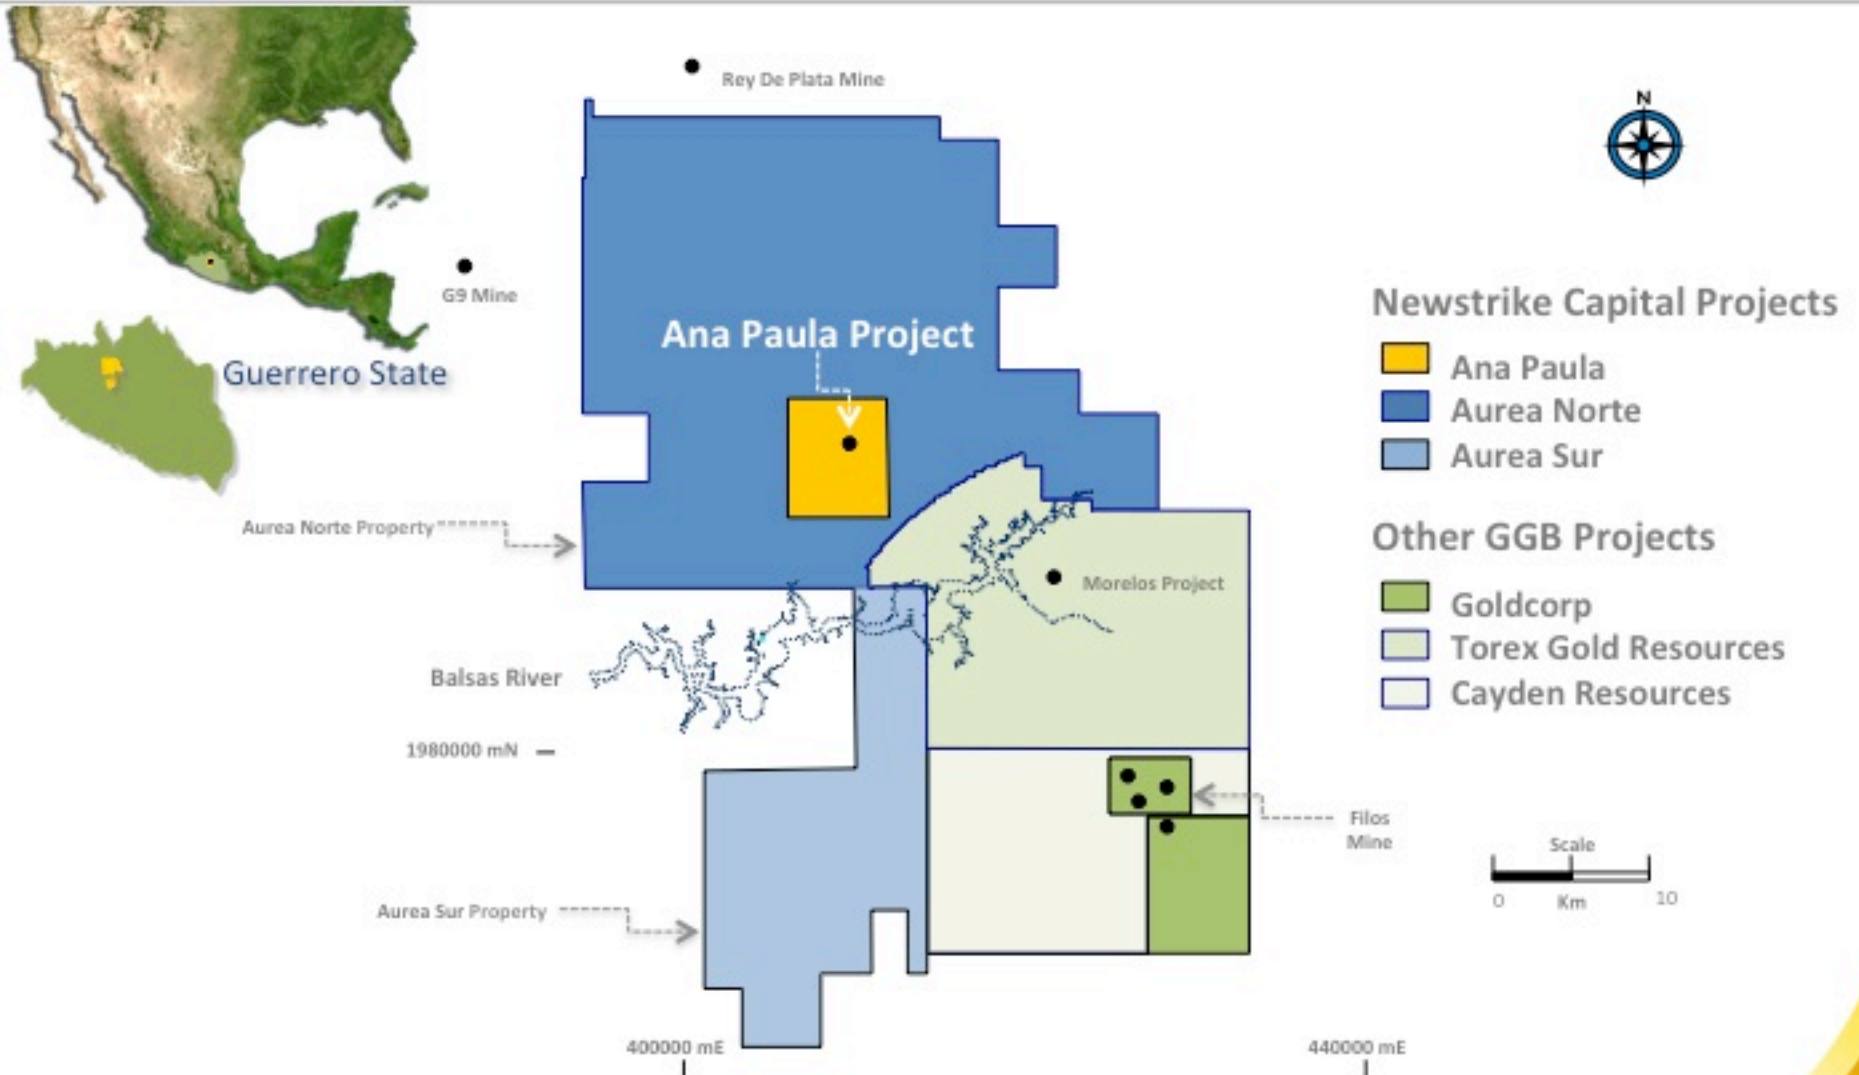 Rey De Plata Mine
N
G9 Mine
Guerrero State
Ana Paula Project
Newstrike Capital Projects
Ana Paula
Aurea Norte
Aurea Sur
Aurea Norte Property
Other GGB Projects
Goldcorp
Torex Gold Resources
Cayden Resources
Morelos Project
Balsas River
1980000 mN
Filos
Mine
Scale
0
Km
10
Aurea Sur Property
400000 mE
440000 mE